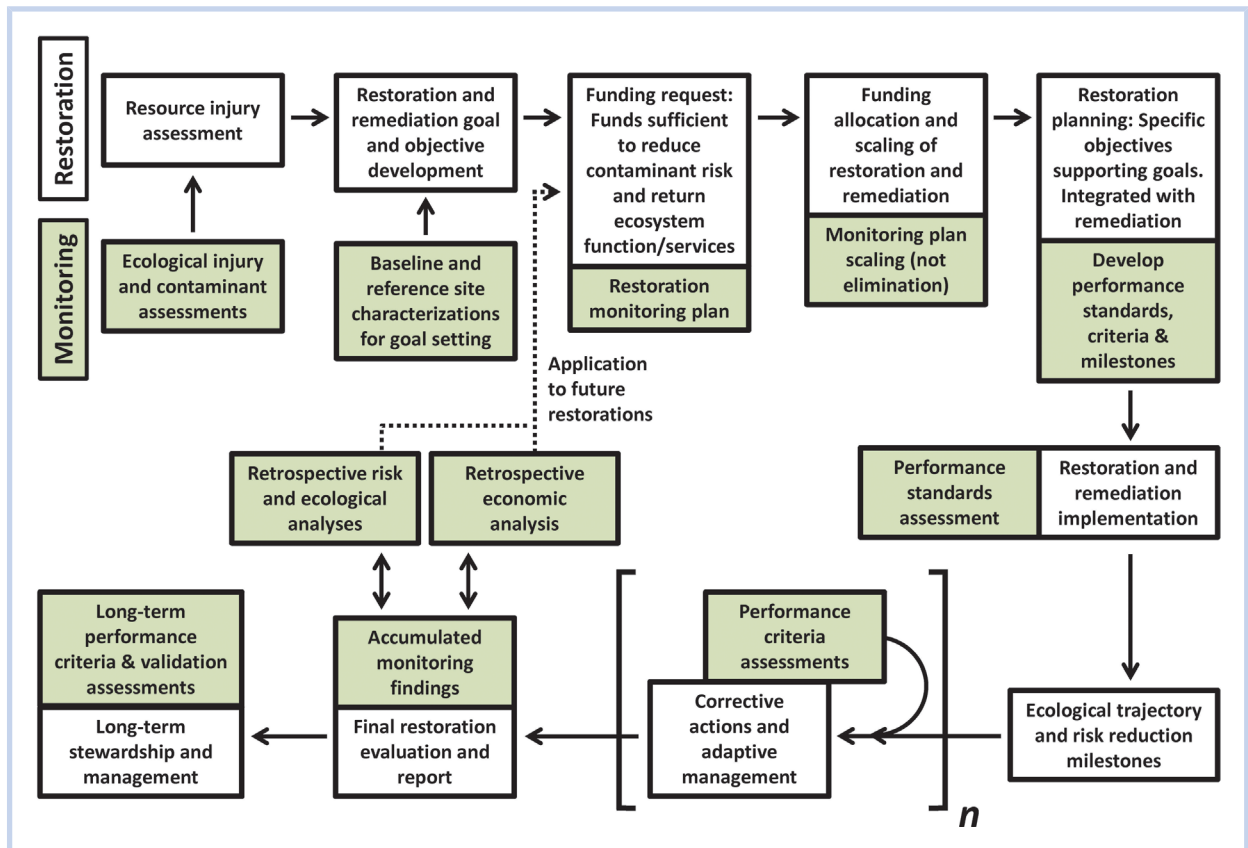 Restoration
Monitoring
Resource injury
assessment
Ecological injury
and contaminant
assessments
Restoration and
remediation goal
and objective
development
Baseline and
reference site
characterizations
for goal setting
Funding request:
Funds sufficient
to reduce
contaminant risk
and return
ecosystem
function/services
Restoration
monitoring plan
Funding
allocation and
scaling of
restoration and
remediation
Monitoring plan
scaling (not
elimination)
Restoration
planning: Specific
objectives
supporting goals.
Integrated with
remediation
Develop
performance
standards,
criteria &
milestones
Application
to future
restorations
Retrospective risk
and ecological
analyses
Retrospective
economic
analysis
Performance
standards
assessment
Restoration and
remediation
implementation
Long-term
performance
criteria & validation
assessments
Long-term
stewardship and
management
Accumulated
monitoring
findings
Final restoration
evaluation and
report
Performance
criteria
assessments
Corrective
actions and
adaptive
management
n
Ecological trajectory
and risk reduction
milestones